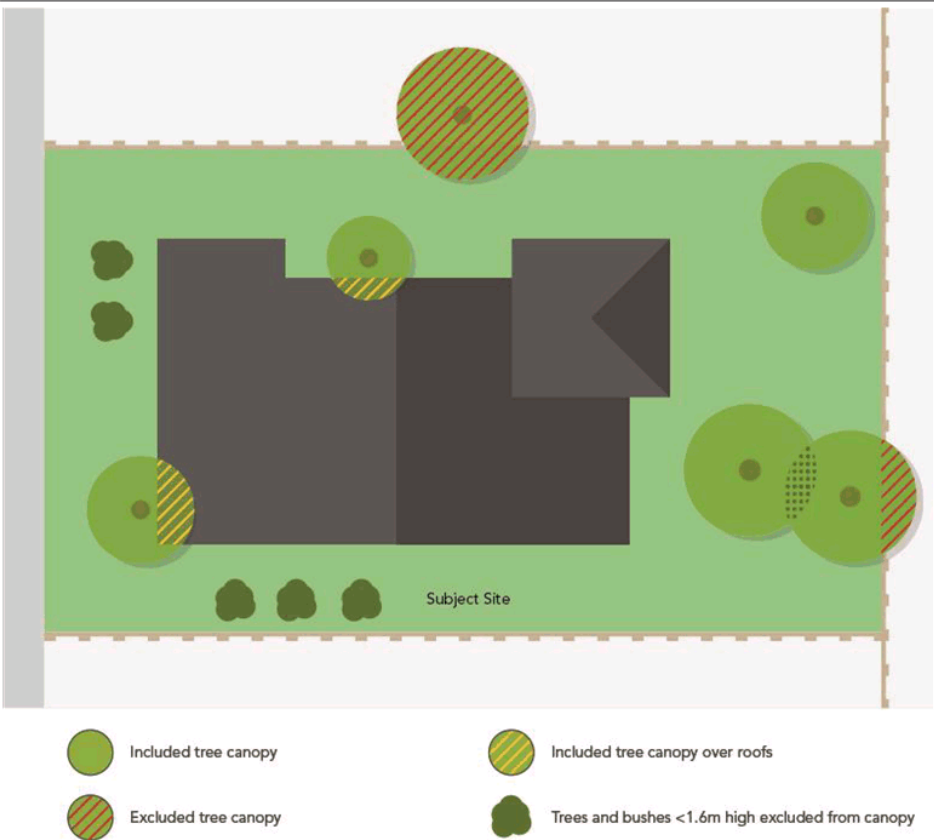 Subject Site
Included tree canopy
Included tree canopy over roofs
Excluded tree canopy
Trees and bushes <1.6m high excluded from canopy